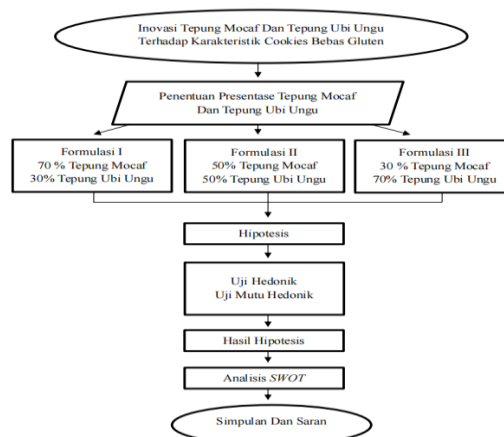 Inovasi Tepung Mocaf Dan Tepung Ubi Ungu
Terhadap Karakteristik Cookies Bebas Gluten
Penentuan Presentase Tepung Mocaf
Dan Tepung Ubi Ungu
Formulasi I
70 % Tepung Mocaf
30% Tepung Ubi Ungu
Formulasi II
50% Tepung Mocaf
50% Tepung Ubi Ungu
Formulasi III
30 % Tepung Mocaf
70% Tepung Ubi Ungu
Hipotesis
Uji Hedonik
Uji Mutu Hedonik
Hasil Hipotesis
Analisis SWOT
Simpulan Dan Saran